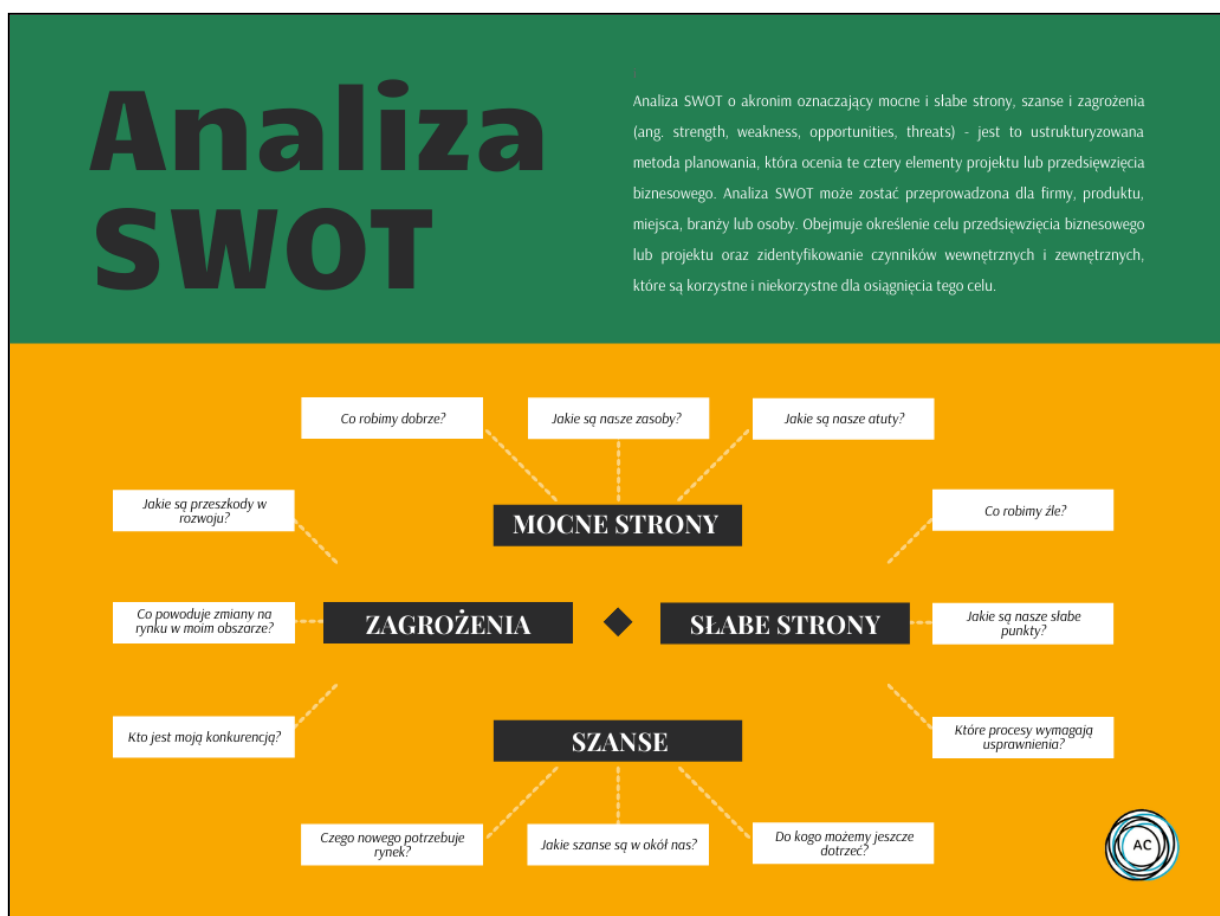 Analiza
SWOT
Analiza SWOT o akronim oznaczający mocne i słabe strony, szanse i zagrożenia
(ang. strength, weakness, opportunities, threats) - jest to ustrukturyzowana
metoda planowania, która ocenia te cztery elementy projektu lub przedsięwzięcia
biznesowego. Analiza SWOT może zostać przeprowadzona dla firmy, produktu,
miejsca, branży lub osoby. Obejmuje określenie celu przedsięwzięcia biznesowego
lub projektu oraz zidentyfikowanie czynników wewnętrznych i zewnętrznych,
które są korzystne i niekorzystne dla osiągnięcia tego celu.
Co robimy dobrze?
Jakie są nasze zasoby?
Jakie są nasze atuty?
MOCNE STRONY
Jakie są przeszkody w
rozwoju?
Co powoduje zmiany na
rynku w moim obszarze?
Kto jest moją konkurencją?
ZAGROŻENIA
SŁABE STRONY
Co robimy źle?
Jakie są nasze słabe
punkty?
Które procesy wymagają
usprawnienia?
SZANSE
Czego nowego potrzebuje
rynek?
Jakie szanse są w okół nas?
Do kogo możemy jeszcze
dotrzeć?
AC